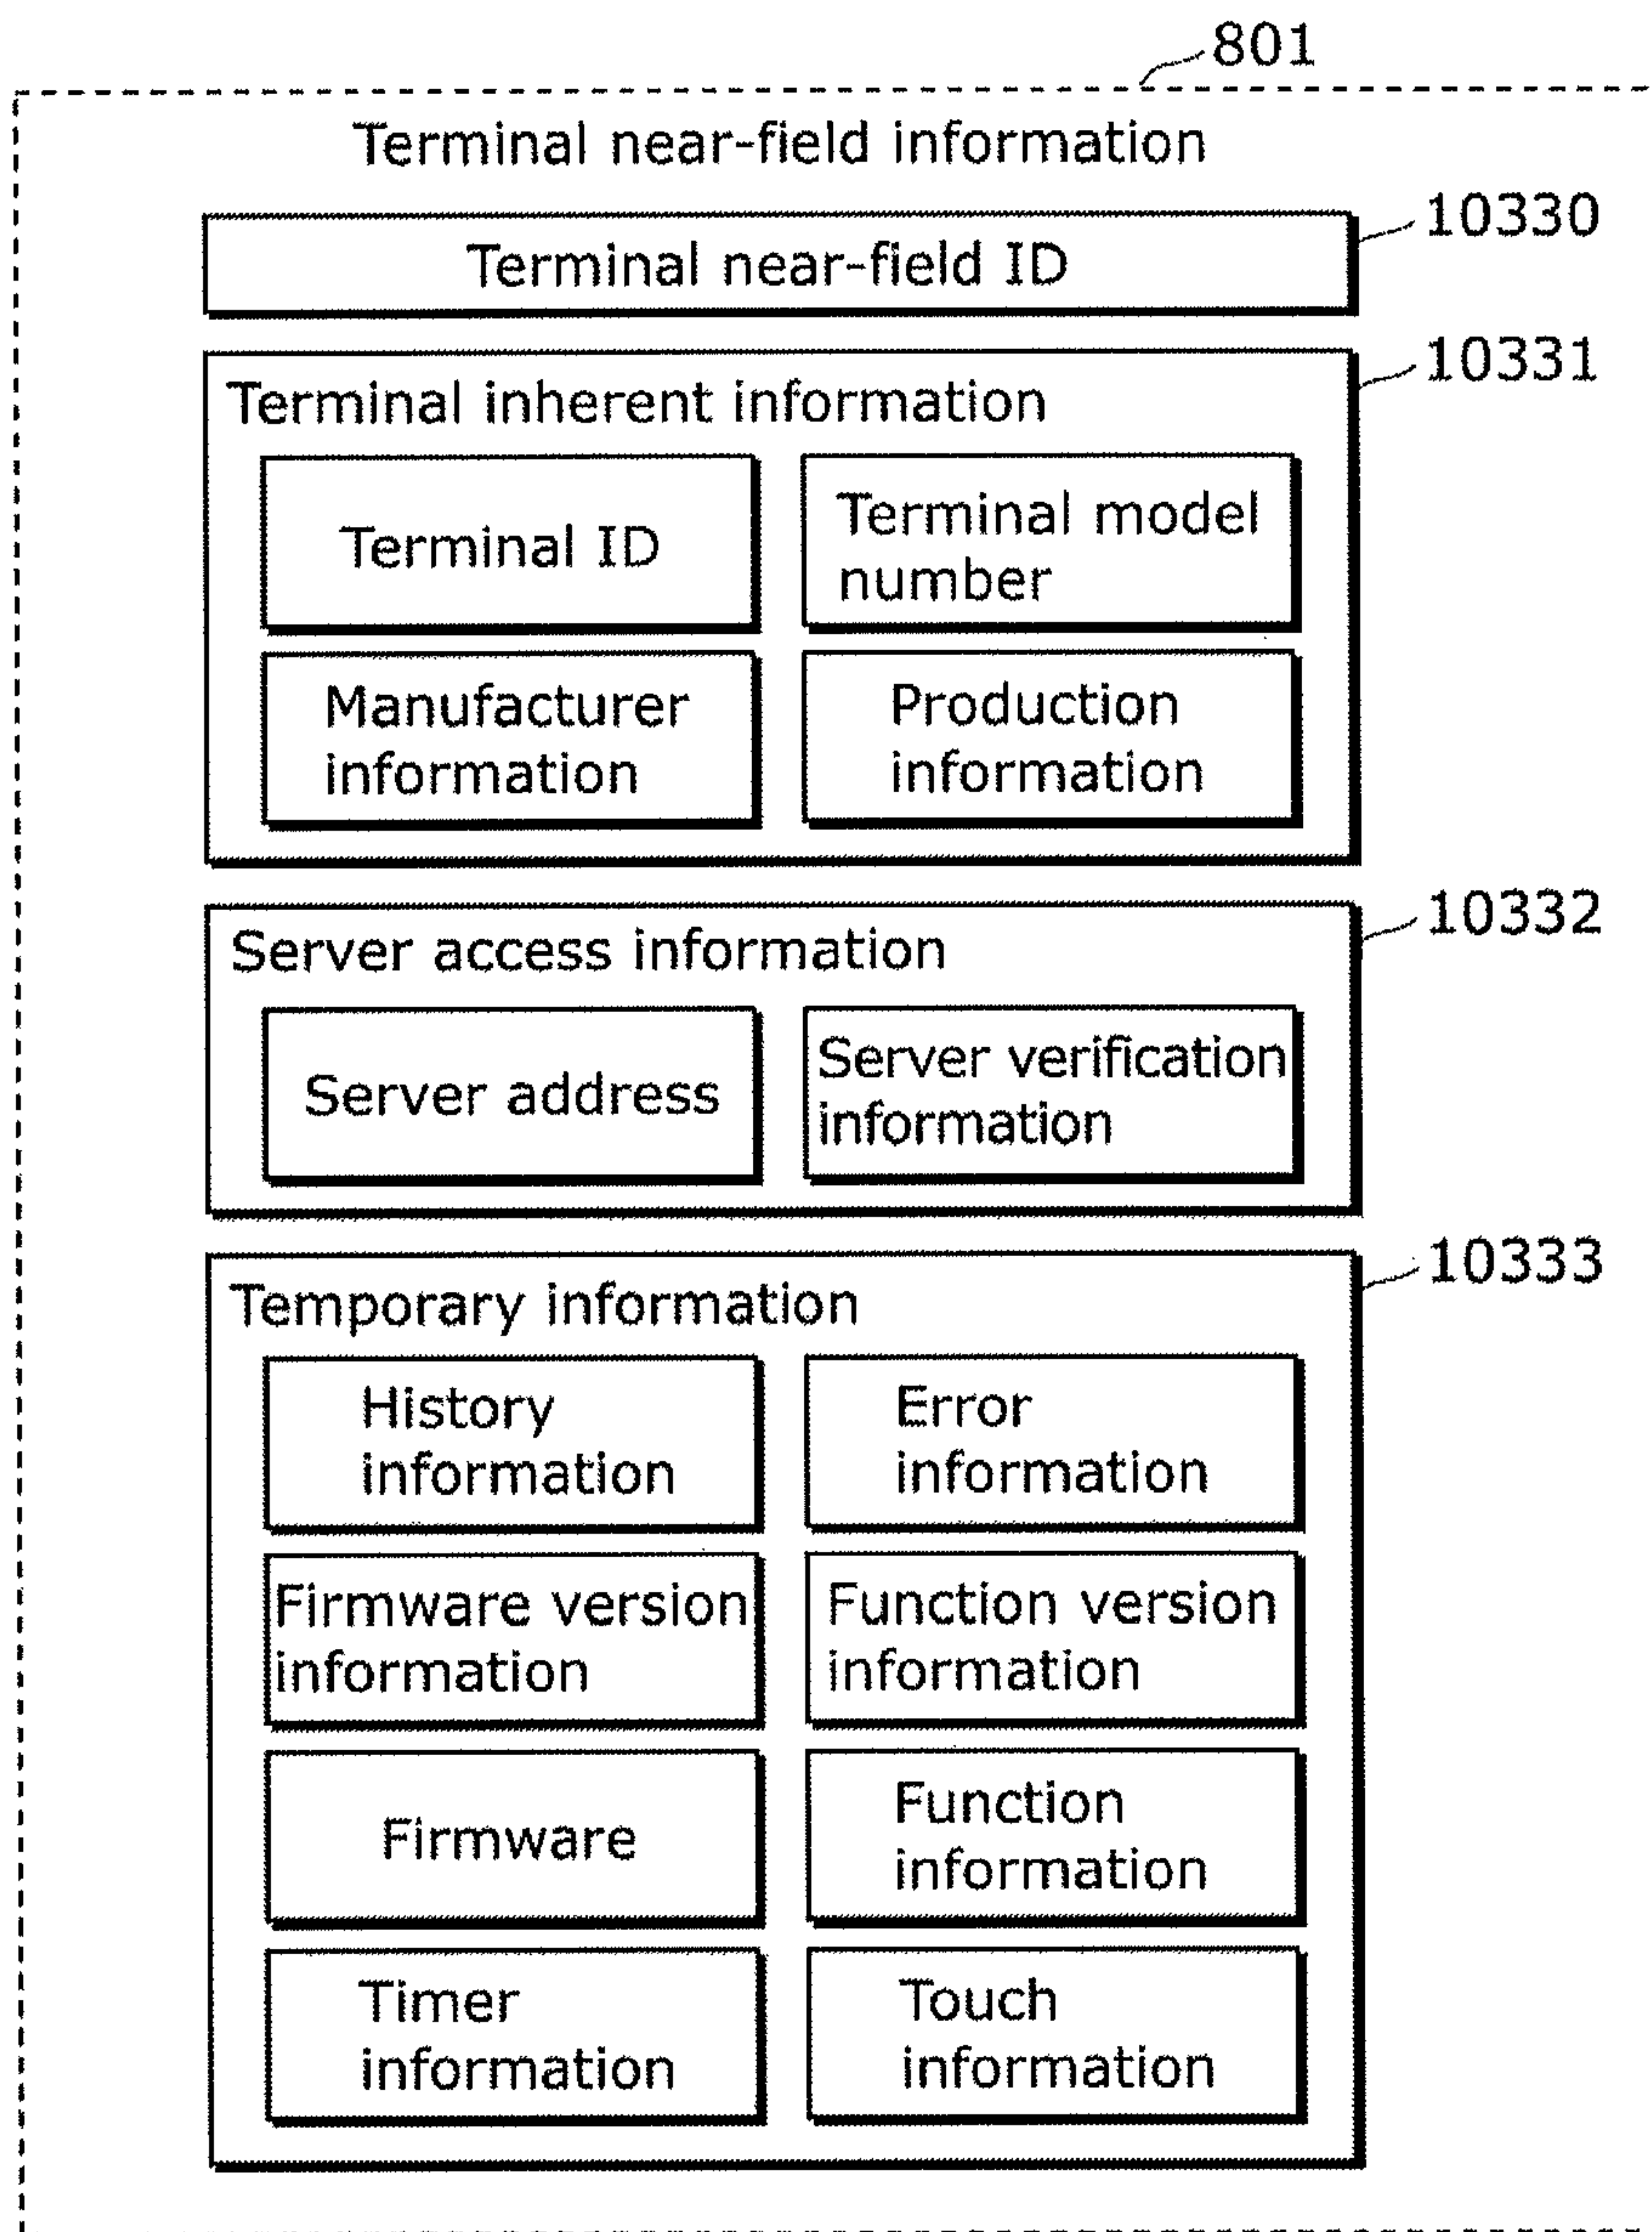 801
Terminal near-field information
10330
Terminal near-field ID
10331
Terminal inherent information
Terminal ID
Terminal model
number
Manufacturer
information
Production
information
10332
Server access information
Server address
Server verification
information
10333
Temporary information
History
information
Error
information
Firmware version
information
Function version
information
Firmware
Function
information
Timer
information
Touch
information